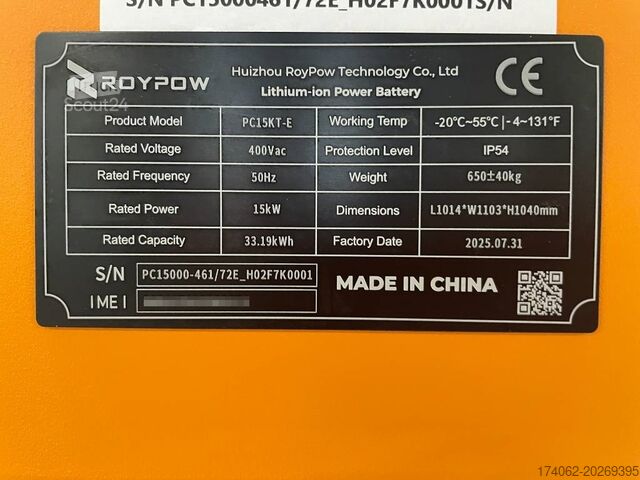 S/N PC15000461/72E_H02F7K0001S/N
ROYPOW
Scout24
Huizhou RoyPow Technology Co., Ltd
Lithium-ion Power Battery
CE
Product Model PC15KT-E Working Temp -20°C~55°C | - 4~131°F
Rated Voltage 400Vac Protection Level IP54
Rated Frequency 50Hz Weight 650±40kg
Rated Power 15kW Dimensions L1014*W1103*H1040mm
Rated Capacity 33.19kWh Factory Date 2025.07.31
S/N PC15000-461/72E_H02F7K0001
IMEI
MADE IN CHINA
174062-20269395